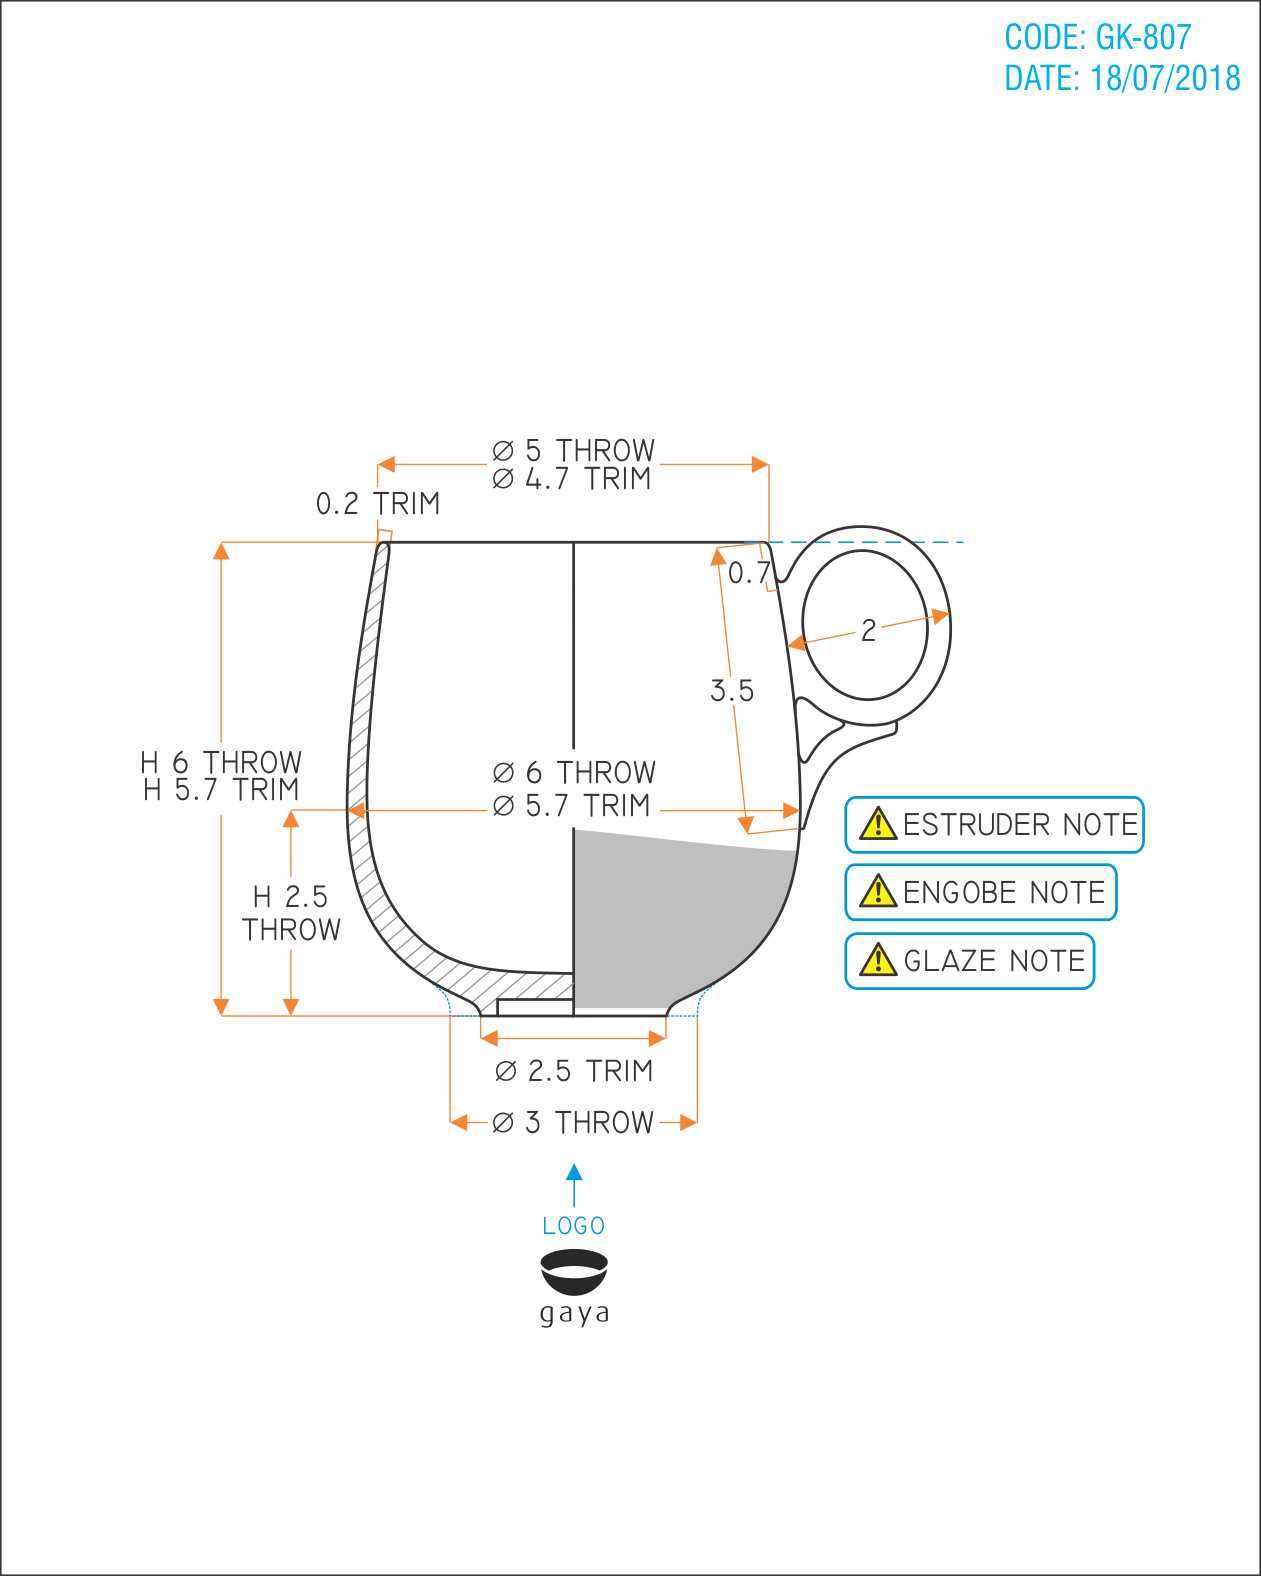 CODE: GK-807
DATE: 18/07/2018
Ø 5 THROW
Ø 4.7 TRIM
0.2 TRIM
0.7
2
3.5
H 6 THROW
H 5.7 TRIM
Ø 6 THROW
Ø 5.7 TRIM
ESTRUDER NOTE
H 2.5
THROW
ENGOBE NOTE
GLAZE NOTE
Ø 2.5 TRIM
Ø 3 THROW
LOGO
gaya